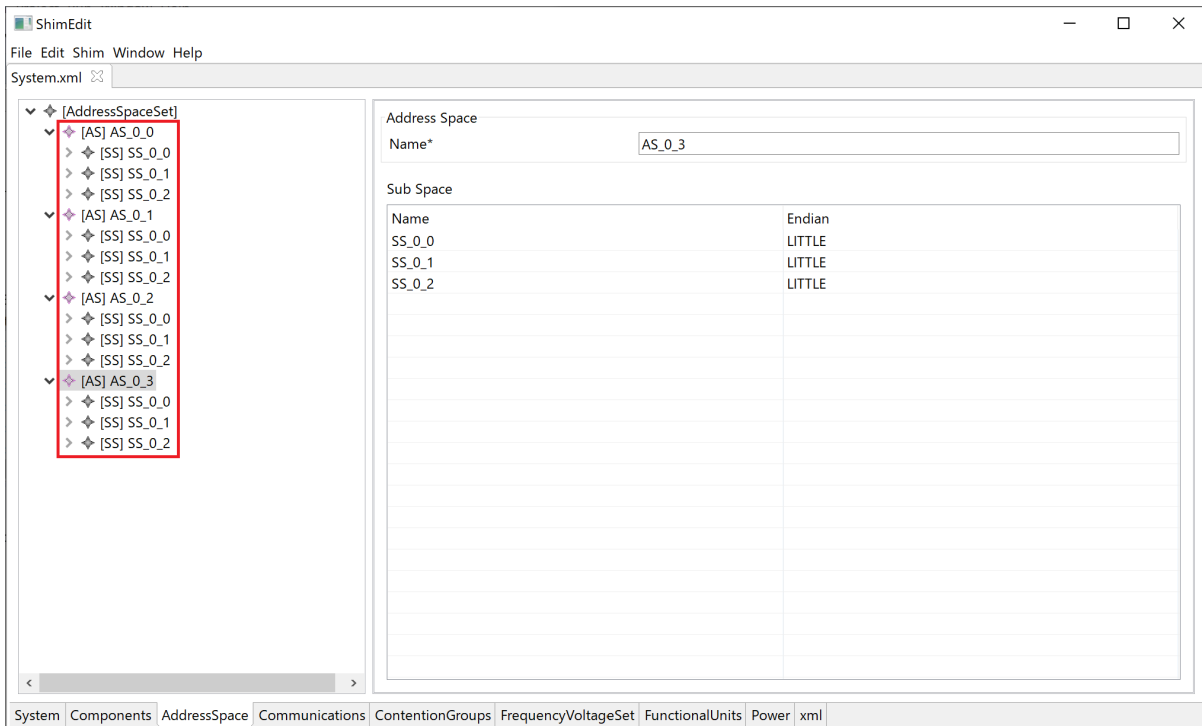 ShimEdit
File Edit Shim Window Help
System.xml
[AddressSpaceSet]
[AS] AS_0_0
[SS] SS_0_0
[SS] SS_0_1
[SS] SS_0_2
[AS] AS_0_1
[SS] SS_0_0
[SS] SS_0_1
[SS] SS_0_2
[AS] AS_0_2
[SS] SS_0_0
[SS] SS_0_1
[SS] SS_0_2
[AS] AS_0_3
[SS] SS_0_0
[SS] SS_0_1
[SS] SS_0_2
Address Space
Name* AS_0_3
Sub Space
Name Endian
SS_0_0 LITTLE
SS_0_1 LITTLE
SS_0_2 LITTLE
System Components AddressSpace Communications ContentionGroups FrequencyVoltageSet FunctionalUnits Power xml